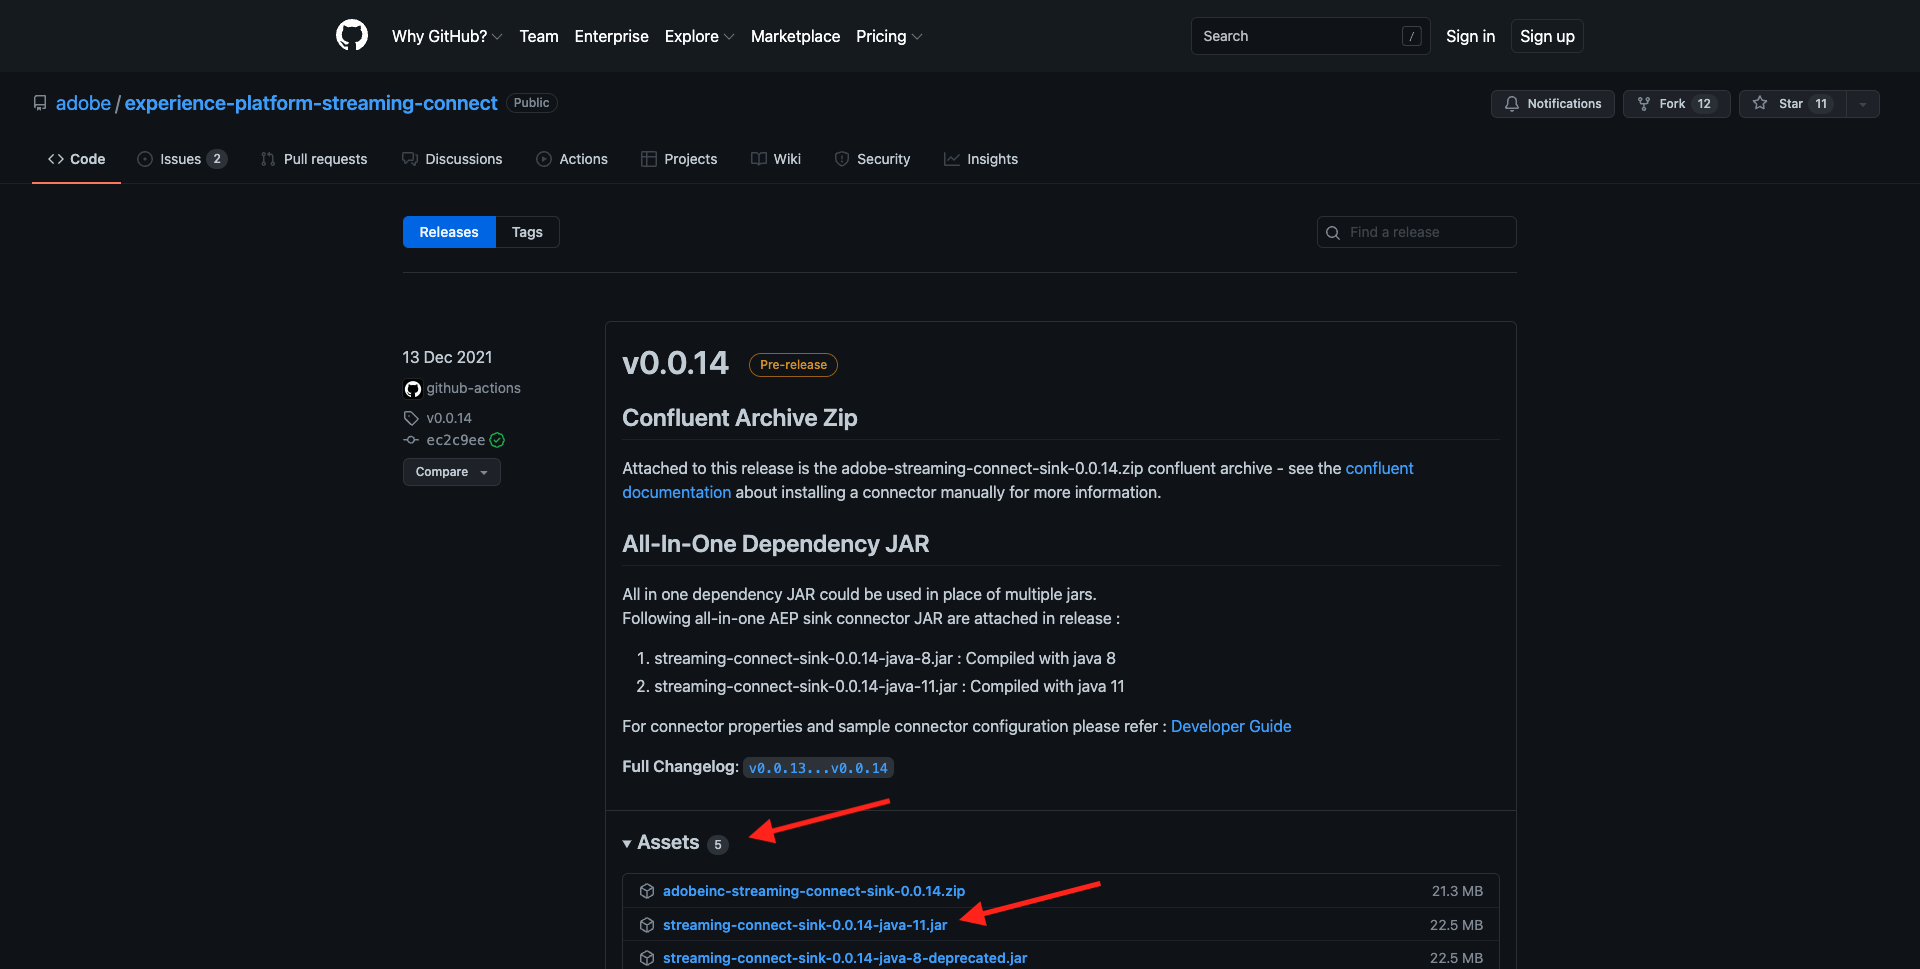 Why GitHub? Team Enterprise Explore Marketplace Pricing Search / Sign in Sign up
adobe / experience-platform-streaming-connect Public Notifications Fork 12 Star 11
Code Issues 2 Pull requests Discussions Actions Projects Wiki Security Insights
Releases Tags Find a release
13 Dec 2021
github-actions
v0.0.14
ec2c9ee
Compare
v0.0.14 Pre-release
Confluent Archive Zip
Attached to this release is the adobe-streaming-connect-sink-0.0.14.zip confluent archive - see the confluent
documentation about installing a connector manually for more information.
All-In-One Dependency JAR
All in one dependency JAR could be used in place of multiple jars.
Following all-in-one AEP sink connector JAR are attached in release :
1. streaming-connect-sink-0.0.14-java-8.jar : Compiled with java 8
2. streaming-connect-sink-0.0.14-java-11.jar : Compiled with java 11
For connector properties and sample connector configuration please refer : Developer Guide
Full Changelog: v0.0.13...v0.0.14
Assets 5
adobeinc-streaming-connect-sink-0.0.14.zip 21.3 MB
streaming-connect-sink-0.0.14-java-11.jar 22.5 MB
streaming-connect-sink-0.0.14-java-8-deprecated.jar 22.5 MB